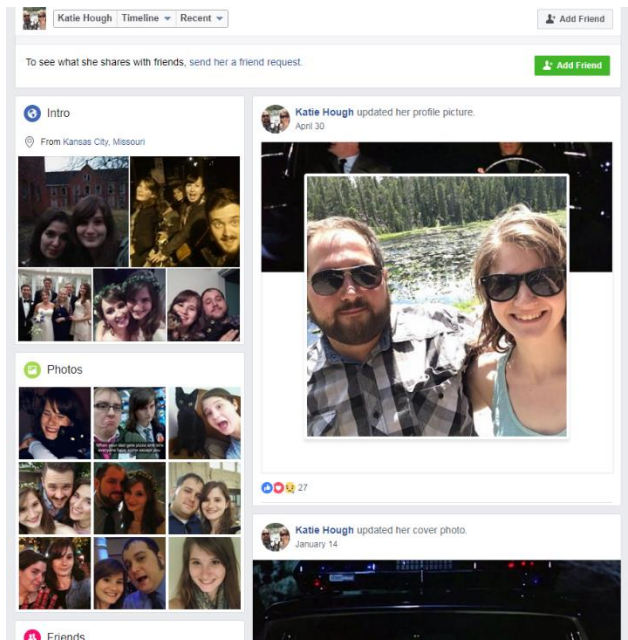 Katie Hough Timeline Recent
Add Friend
To see what she shares with friends, send her a friend request.
Add Friend
Intro
From Kansas City, Missouri
Photos
Friends
Katie Hough updated her profile picture.
April 30
27
Katie Hough updated her cover photo.
January 14